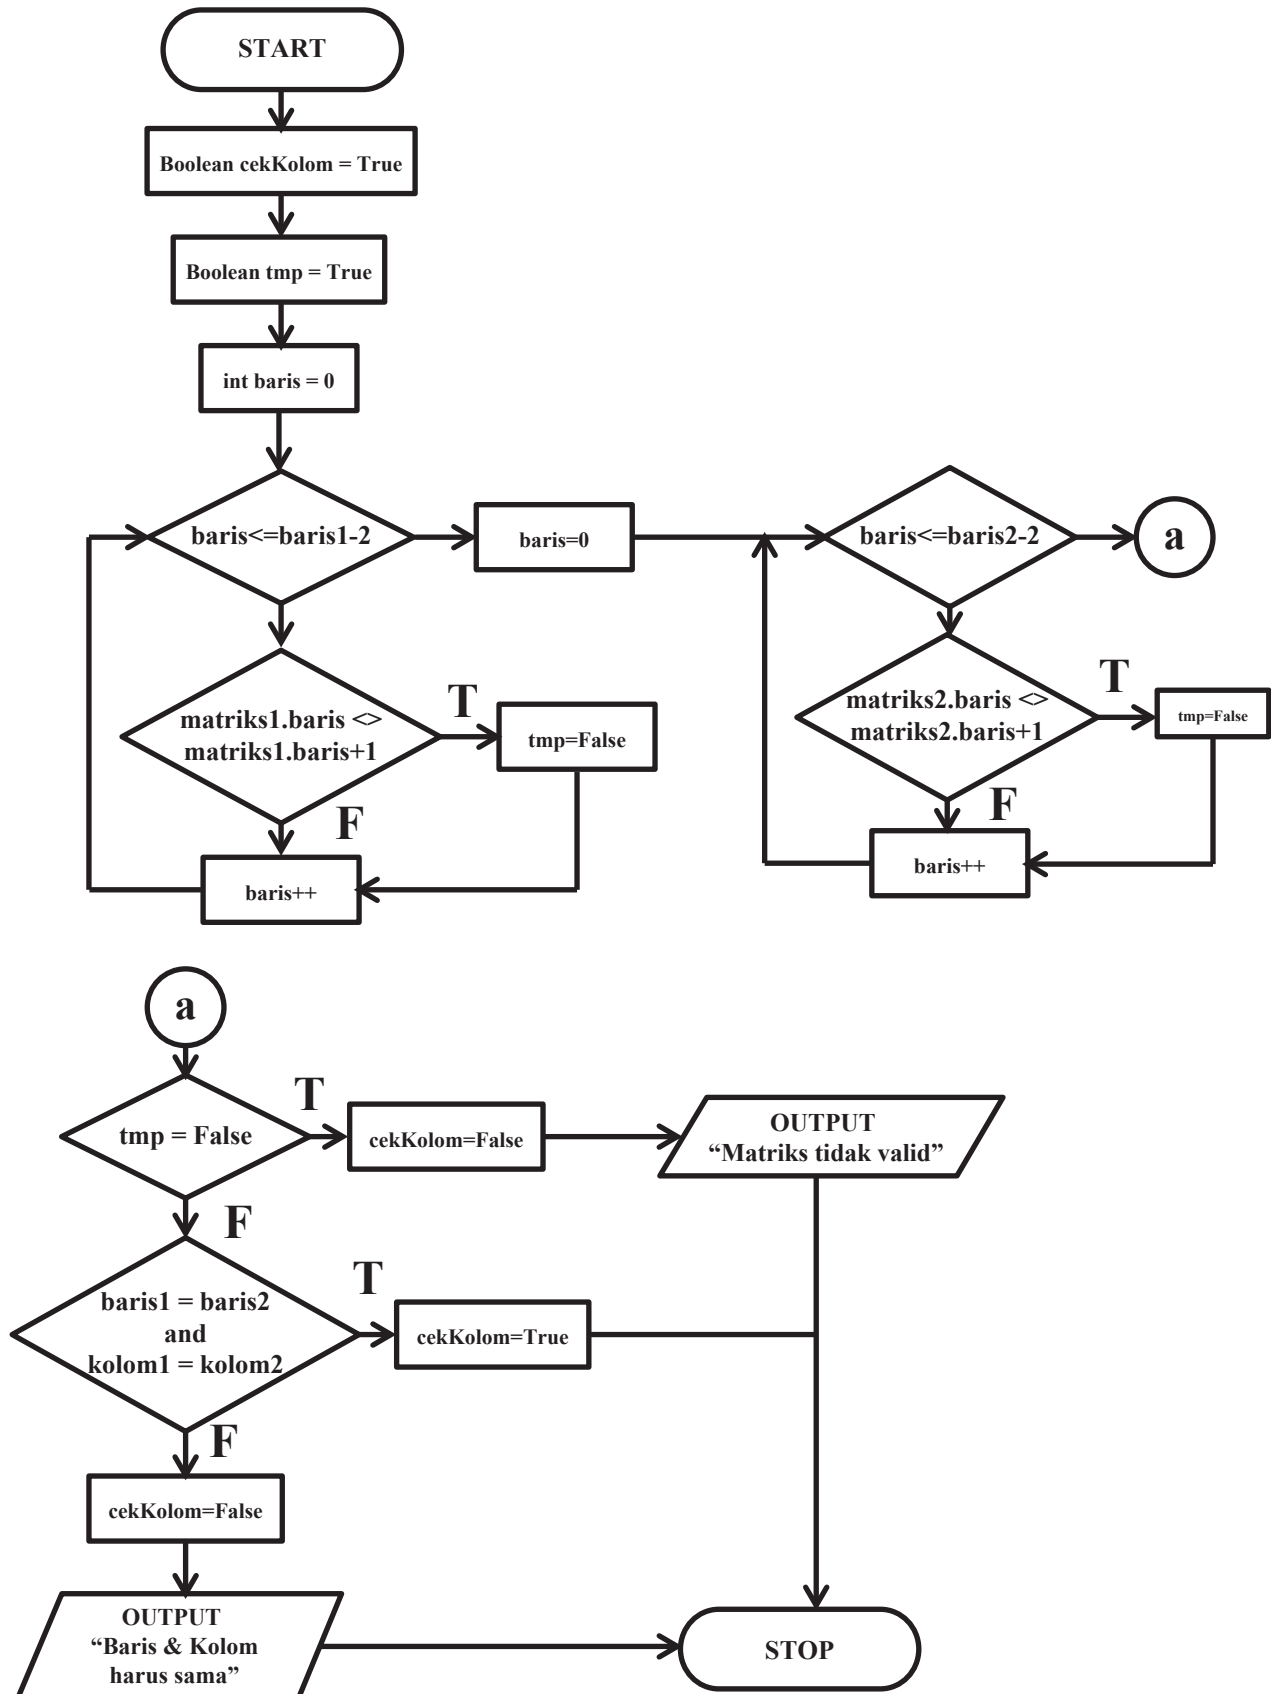 START
Boolean cekKolom = True
Boolean tmp = True
int baris = 0
baris<=baris1-2
baris=0
baris<=baris2-2
a
matriks1.baris <>
matriks1.baris+1
T
tmp=False
F
baris++
matriks2.baris <>
matriks2.baris+1
T
tmp=False
F
baris++
a
tmp = False
T
cekKolom=False
OUTPUT
“Matriks tidak valid”
F
baris1 = baris2
and
kolom1 = kolom2
T
cekKolom=True
F
cekKolom=False
OUTPUT
“Baris & Kolom
harus sama”
STOP